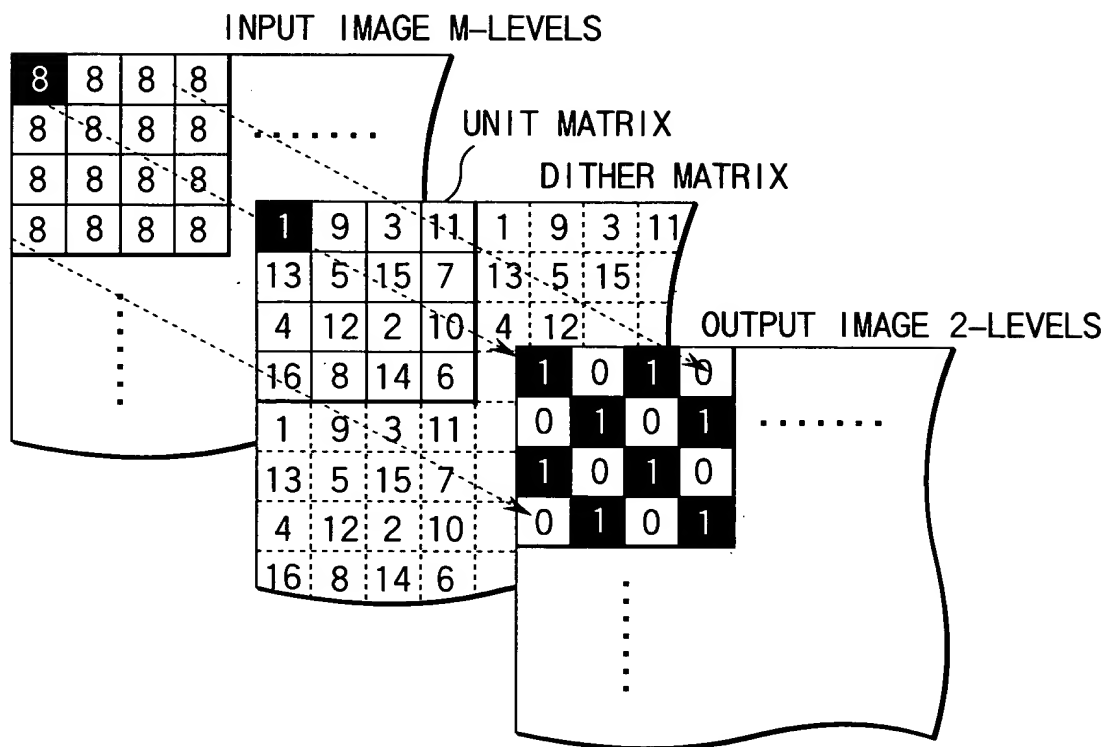 INPUT IMAGE M-LEVELS
8 8 8 8
8 8 8 8
8 8 8 8
8 8 8 8
UNIT MATRIX
DITHER MATRIX
1 9 3 11 1 9 3 11
13 5 15 7 13 5 15
4 12 2 10 4 12
16 8 14 6
1 9 3 11
13 5 15 7
4 12 2 10
16 8 14 6
OUTPUT IMAGE 2-LEVELS
1 0 1 0
0 1 0 1
1 0 1 0
0 1 0 1